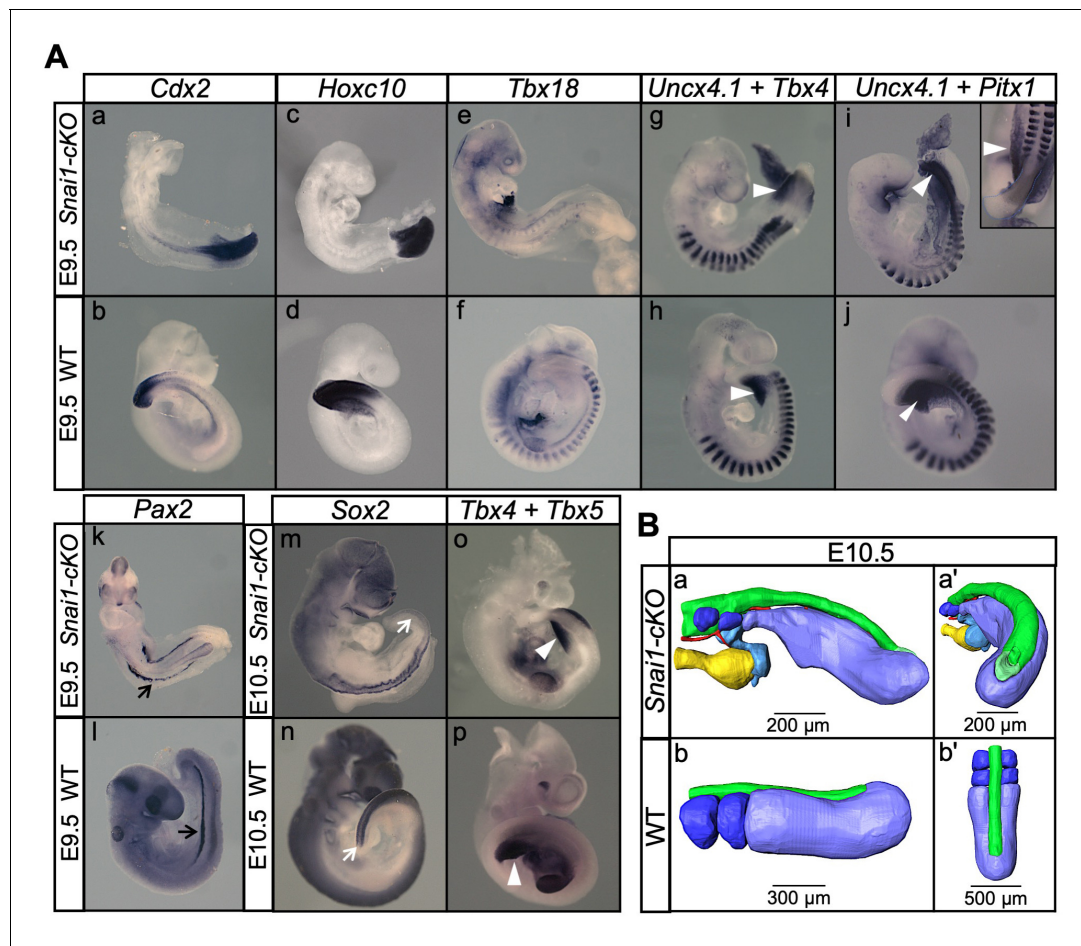 A
Cdx2 Hoxc10 Tbx18 Uncx4.1 + Tbx4 Uncx4.1 + Pitx1
E9.5 Snai1-cKO
a c e g i
E9.5 WT
b d f h j
Pax2 Sox2 Tbx4 + Tbx5
E9.5 Snai1-cKO
k
E10.5 Snai1-cKO
m o
E9.5 WT
l
E10.5 WT
n p
B
E10.5
Snai1-cKO
a a'
200 µm 200 µm
WT
b b'
300 µm 500 µm